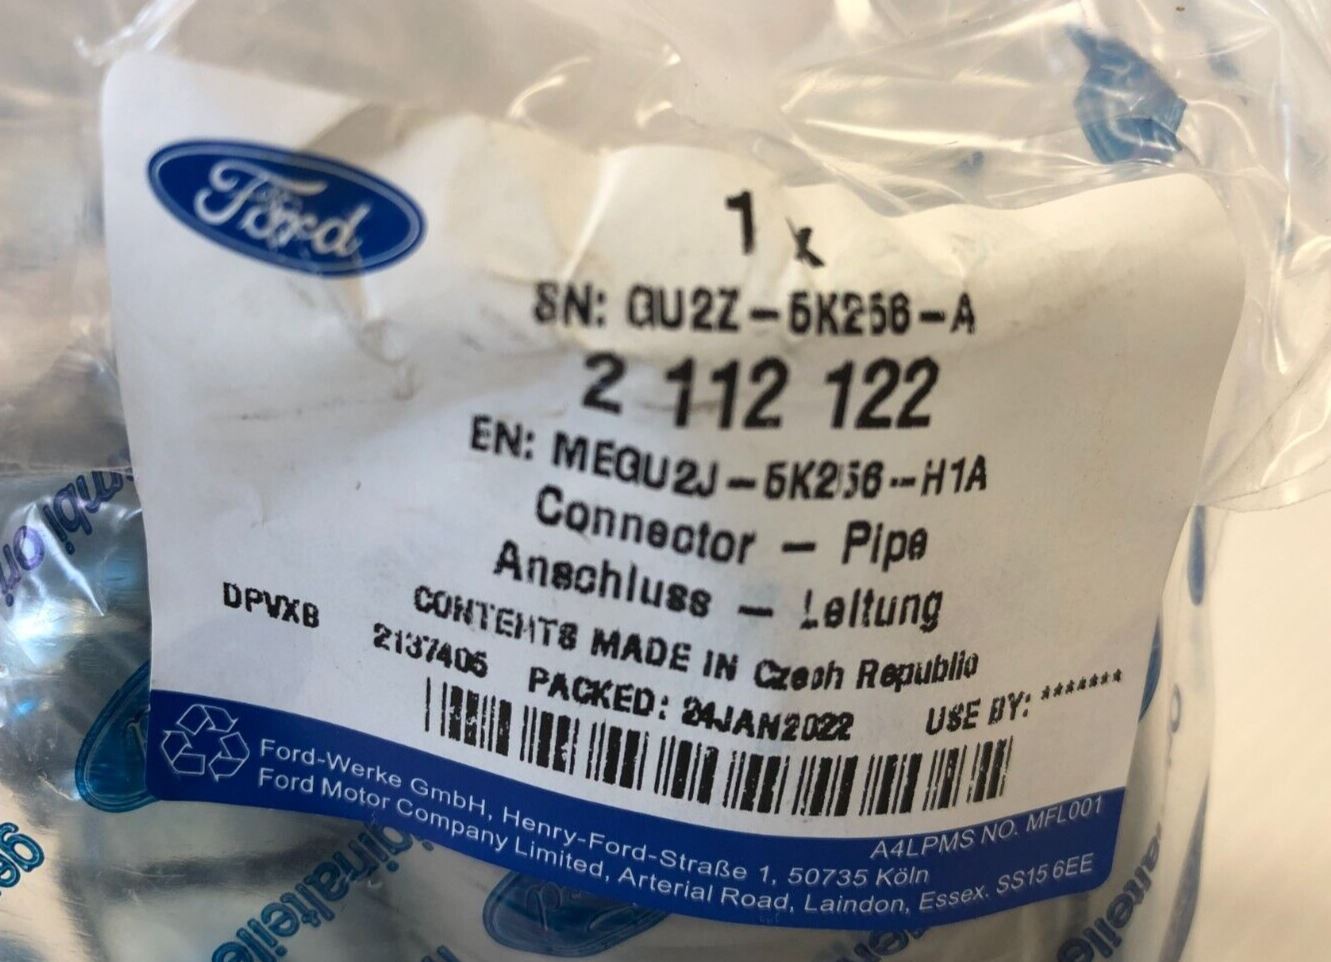 Ford
1 x
SN: GU2Z-5K256-A
2 112 122
EN: MEGU2J-5K256-H1A
Connector - Pipe
Anschluss - Leitung
CONTENTS MADE IN Czech Republic
DPVXB 2137405 PACKED: 24JAN2022 USE BY: *******
Ford-Werke GmbH, Henry-Ford-Straße 1, 50735 Köln
Ford Motor Company Limited, Arterial Road, Laindon, Essex. SS15 6EE
A4LPMS NO. MFL001